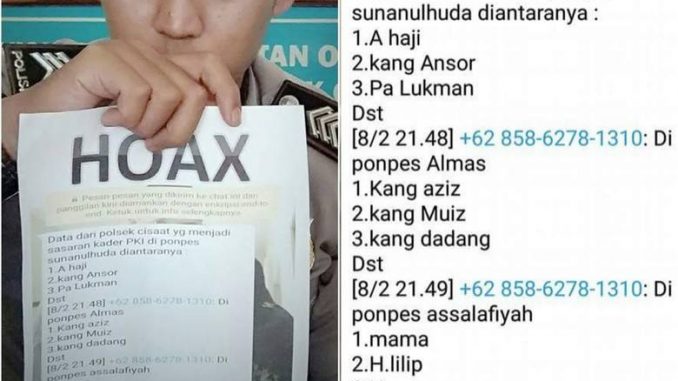 POLIS
TAN O
K
HOAX
Pesan-pesan yang dikirim ke chat ini dan
panggilan kini diamankan dengan enkripsi end-to-
end. Ketuk untuk info selengkapnya.
Data dari polsek cisaat yg menjadi
sasaran kader PKI di ponpes
sunanulhuda diantaranya :
1.A haji
2.kang Ansor
3.Pa Lukman
Dst
[8/2 21.48] +62 858-6278-1310: Di
ponpes Almas
1.Kang aziz
2.kang Muiz
3.kang dadang
Dst
[8/2 21.49] +62 858-6278-1310: Di
ponpes assalafiyah
sunanulhuda diantaranya :
1.A haji
2.kang Ansor
3.Pa Lukman
Dst
[8/2 21.48] +62 858-6278-1310: Di
ponpes Almas
1.Kang aziz
2.kang Muiz
3.kang dadang
Dst
[8/2 21.49] +62 858-6278-1310: Di
ponpes assalafiyah
1.mama
2.H.lilip